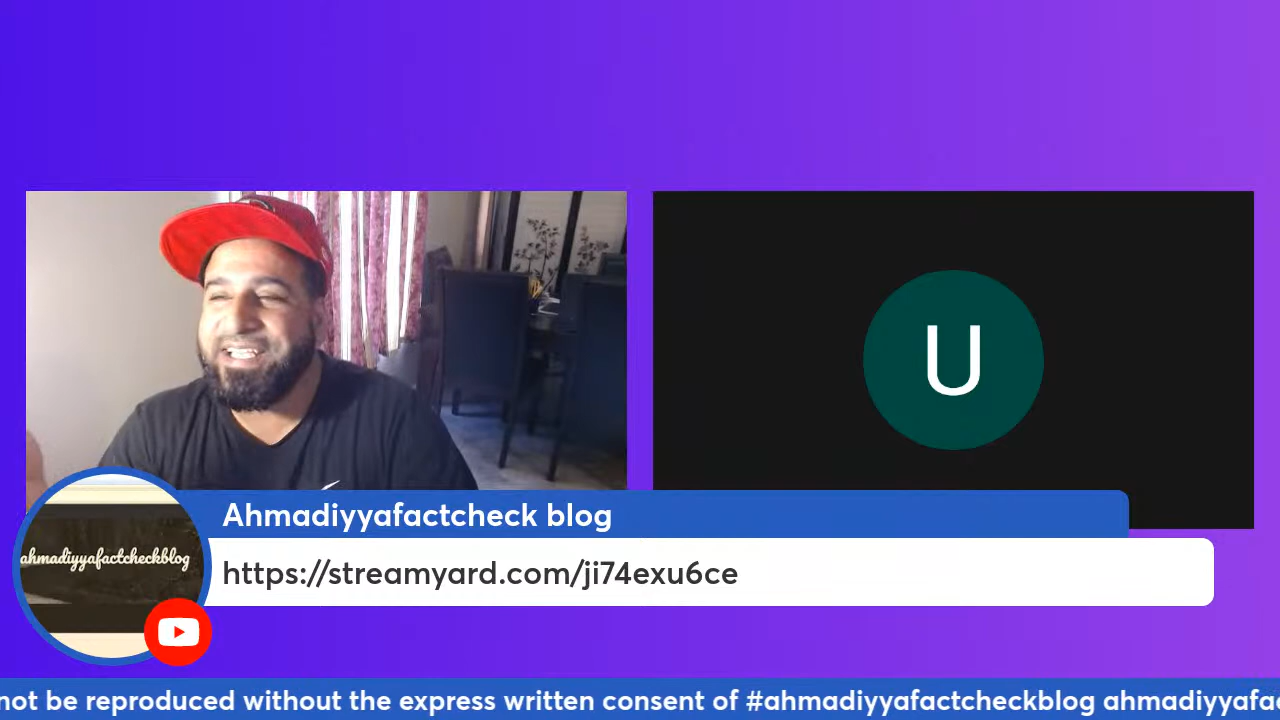 U
Ahmadiyyafactcheck blog
ahmadiyyafactcheckblog
https://streamyard.com/ji74exu6ce
not be reproduced without the express written consent of #ahmadiyyafactcheckblog ahmadiyyafac